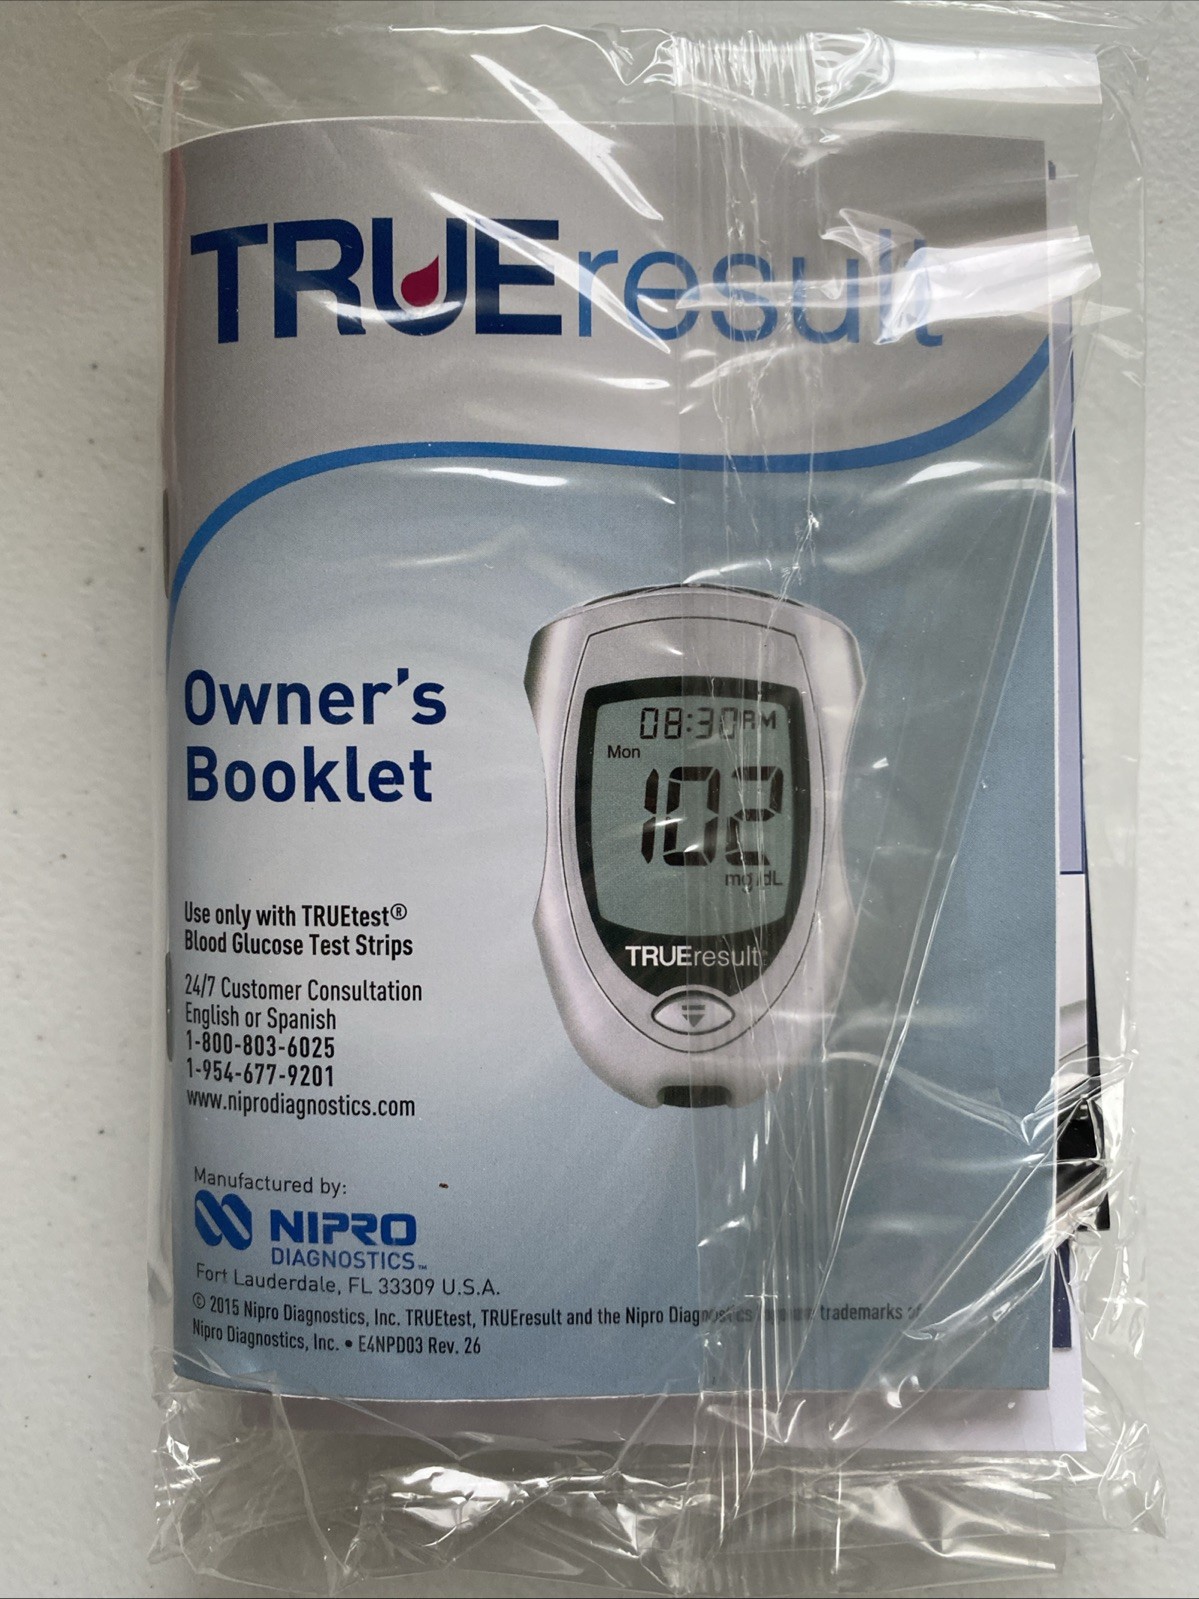 TRUEresult
Owner's
Booklet
08:30AM
Mon
102
mg/dL
TRUEresult
Use only with TRUEtest®
Blood Glucose Test Strips
24/7 Customer Consultation
English or Spanish
1-800-803-6025
1-954-677-9201
www.niprodiagnostics.com
Manufactured by:
NIPRO
DIAGNOSTICS™
Fort Lauderdale, FL 33309 U.S.A.
© 2015 Nipro Diagnostics, Inc. TRUEtest, TRUEresult and the Nipro Diagnostics logo are trademarks of
Nipro Diagnostics, Inc. • E4NPD03 Rev. 26